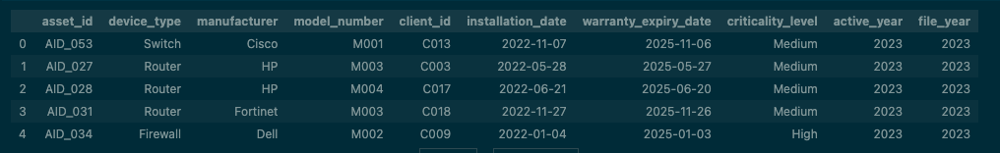 asset_id device_type manufacturer model_number client_id installation_date warranty_expiry_date criticality_level active_year file_year
0 AID_053 Switch Cisco M001 C013 2022-11-07 2025-11-06 Medium 2023 2023
1 AID_027 Router HP M003 C003 2022-05-28 2025-05-27 Medium 2023 2023
2 AID_028 Router HP M004 C017 2022-06-21 2025-06-20 Medium 2023 2023
3 AID_031 Router Fortinet M003 C018 2022-11-27 2025-11-26 Medium 2023 2023
4 AID_034 Firewall Dell M002 C009 2022-01-04 2025-01-03 High 2023 2023